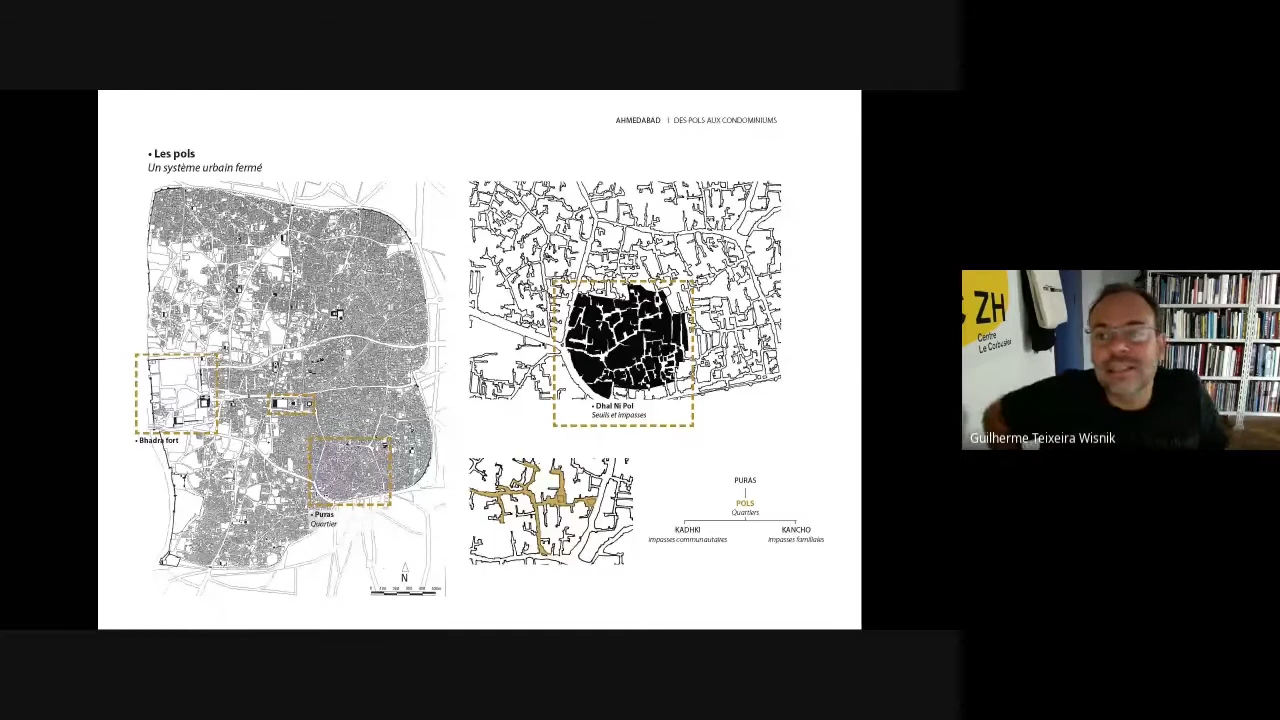 AHMEDABAD | DES POLS AUX CONDOMINIUMS
• Les pols
Un système urbain fermé
• Bhadra fort
• Puras
Quartier
N
• Dhal Ni Pol
Seuils et impasses
PURAS
POLS
Quartiers
KADHKI
impasses communautaires
KANCHO
impasses familiales
C ZH
Centre
Le Corbusier
Guilherme Teixeira Wisnik